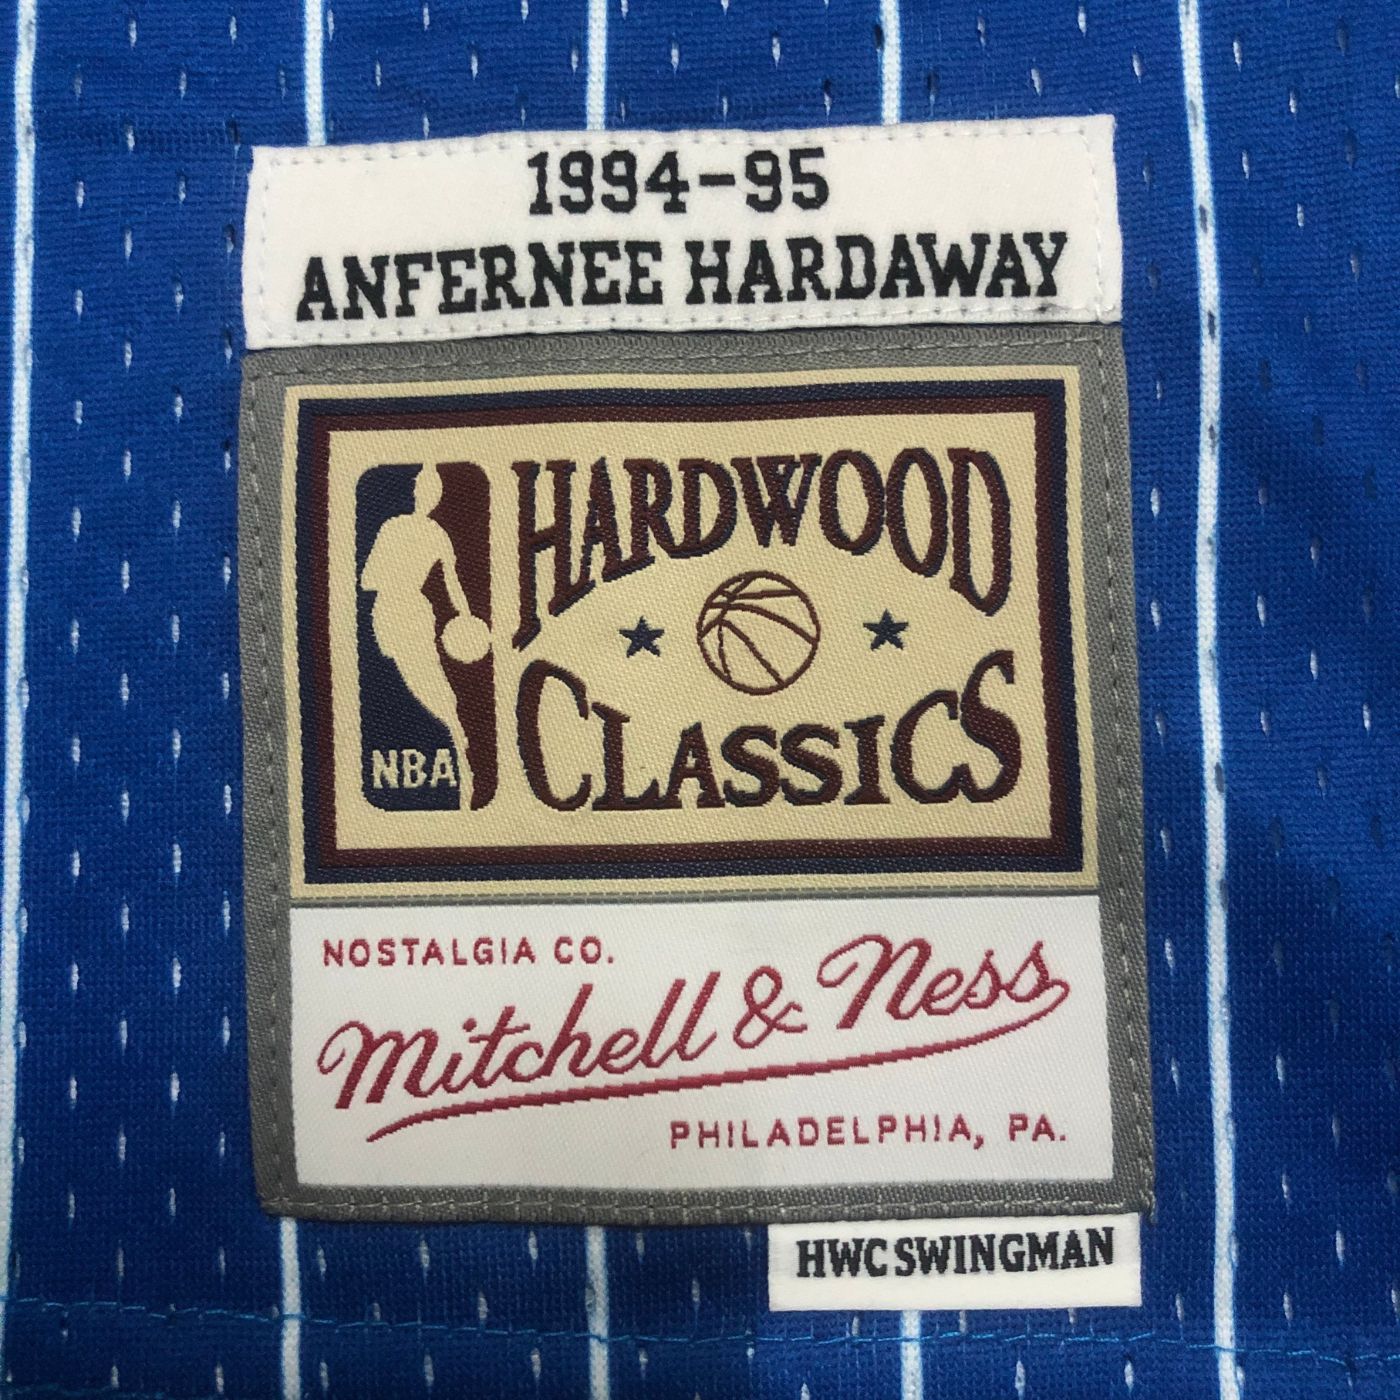 1994-95
ANFERNEE HARDAWAY
HARDWOOD
CLASSICS
NBA
NOSTALGIA CO.
Mitchell & Ness
PHILADELPHIA, PA.
HWC SWINGMAN